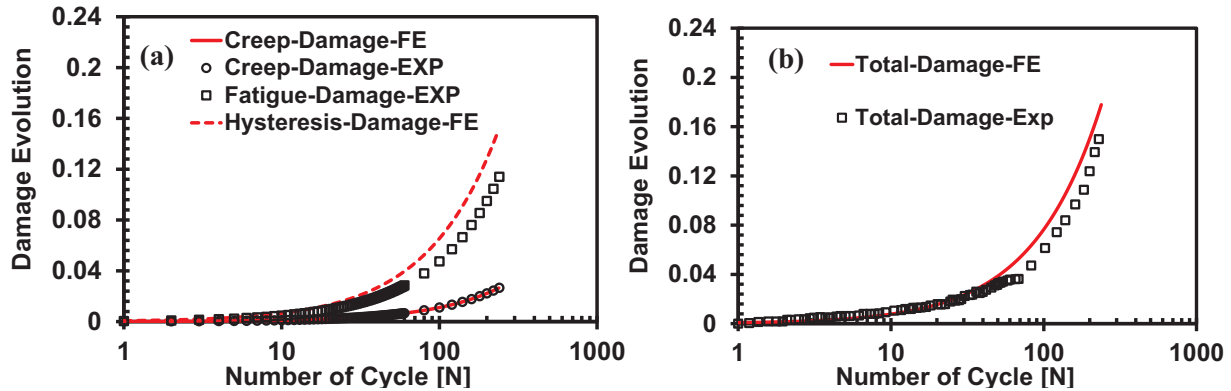 (a)
Creep-Damage-FE
Creep-Damage-EXP
Fatigue-Damage-EXP
Hysteresis-Damage-FE
Damage Evolution
0.24
0.2
0.16
0.12
0.08
0.04
0
1
10
100
1000
Number of Cycle [N]
(b)
Total-Damage-FE
Total-Damage-Exp
Damage Evolution
0.24
0.2
0.16
0.12
0.08
0.04
0
1
10
100
1000
Number of Cycle [N]